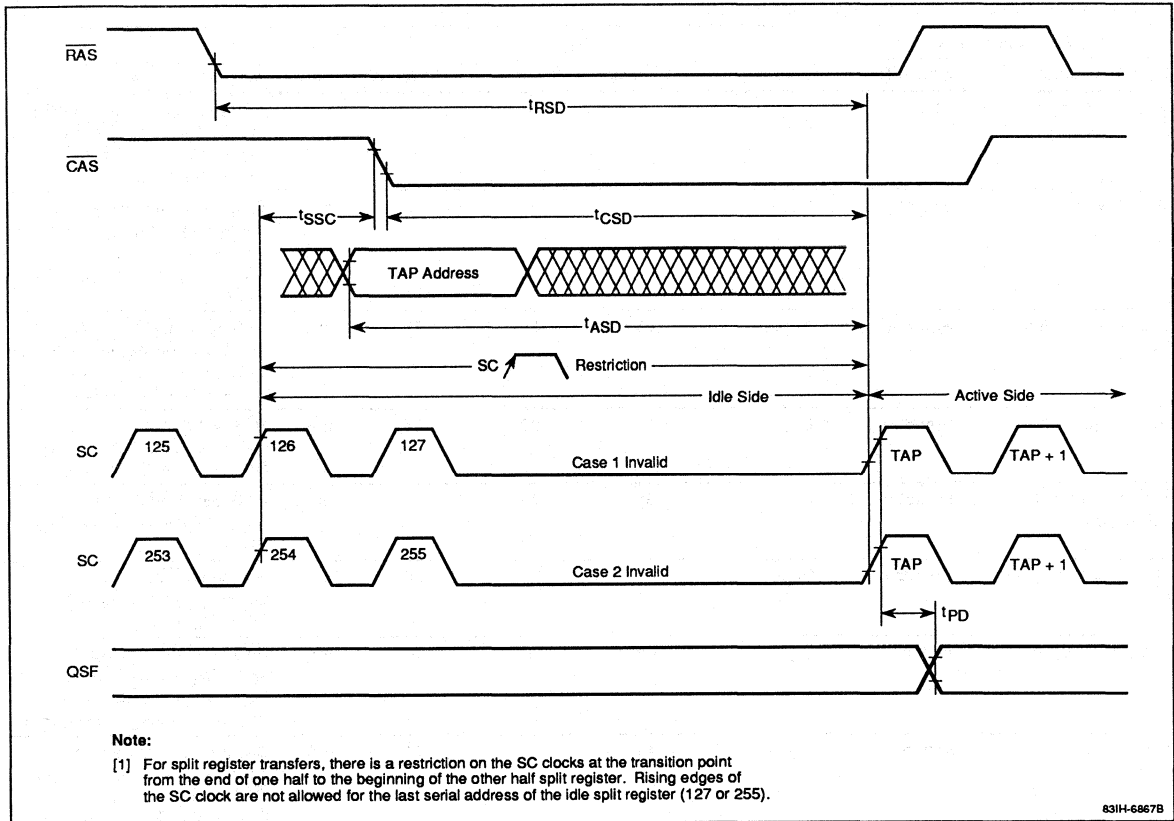 RAS
tRSD
CAS
tSSC
tCSD
TAP Address
tASD
SC Restriction
Idle Side
Active Side
SC
125
126
127
Case 1 Invalid
TAP
TAP + 1
SC
253
254
255
Case 2 Invalid
TAP
TAP + 1
tPD
QSF
Note:
[1] For split register transfers, there is a restriction on the SC clocks at the transition point
from the end of one half to the beginning of the other half split register. Rising edges of
the SC clock are not allowed for the last serial address of the idle split register (127 or 255).
83IH-6867B